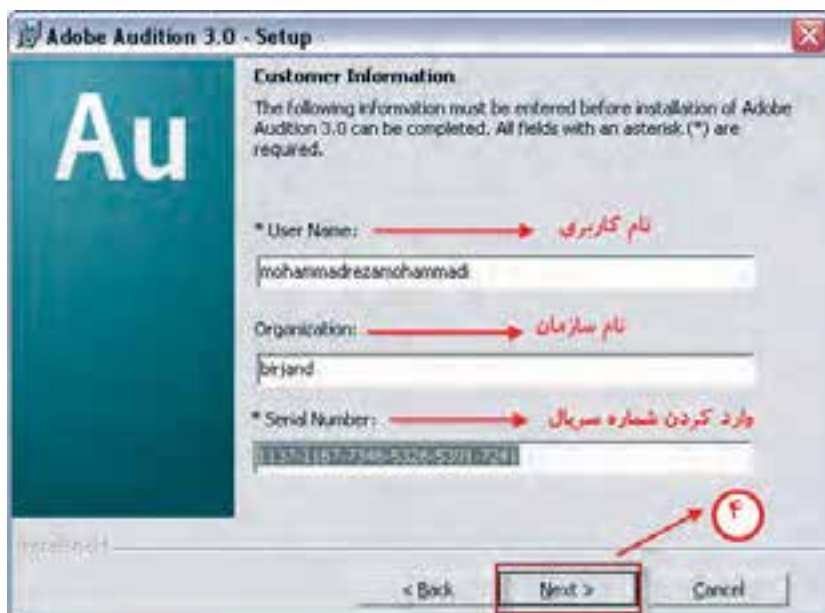 Adobe Audition 3.0 - Setup
Au
Customer Information
The following information must be entered before installation of Adobe
Audition 3.0 can be completed. All fields with an asterisk (*) are
required.
* User Name:
نام کاربری
mohammadrezamohammadi
Organization:
نام سازمان
birjand
* Serial Number:
وارد کردن شماره سریال
۴
< Back
Next >
Cancel